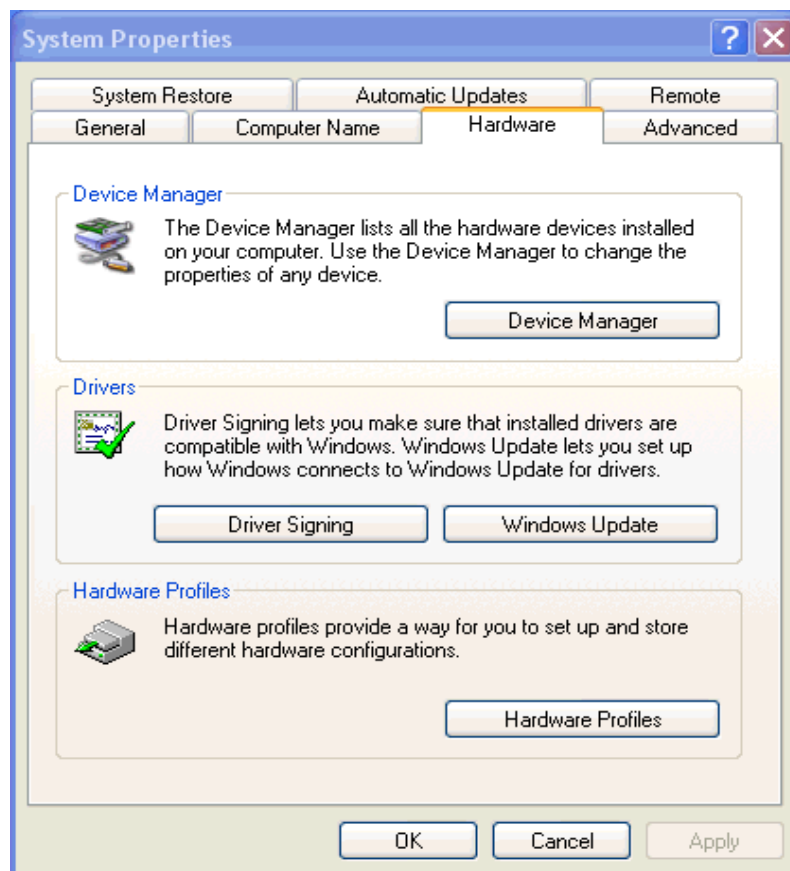 System Properties
System Restore
Automatic Updates
Remote
General
Computer Name
Hardware
Advanced
Device Manager
The Device Manager lists all the hardware devices installed
on your computer. Use the Device Manager to change the
properties of any device.
Device Manager
Drivers
Driver Signing lets you make sure that installed drivers are
compatible with Windows. Windows Update lets you set up
how Windows connects to Windows Update for drivers.
Driver Signing
Windows Update
Hardware Profiles
Hardware profiles provide a way for you to set up and store
different hardware configurations.
Hardware Profiles
OK
Cancel
Apply